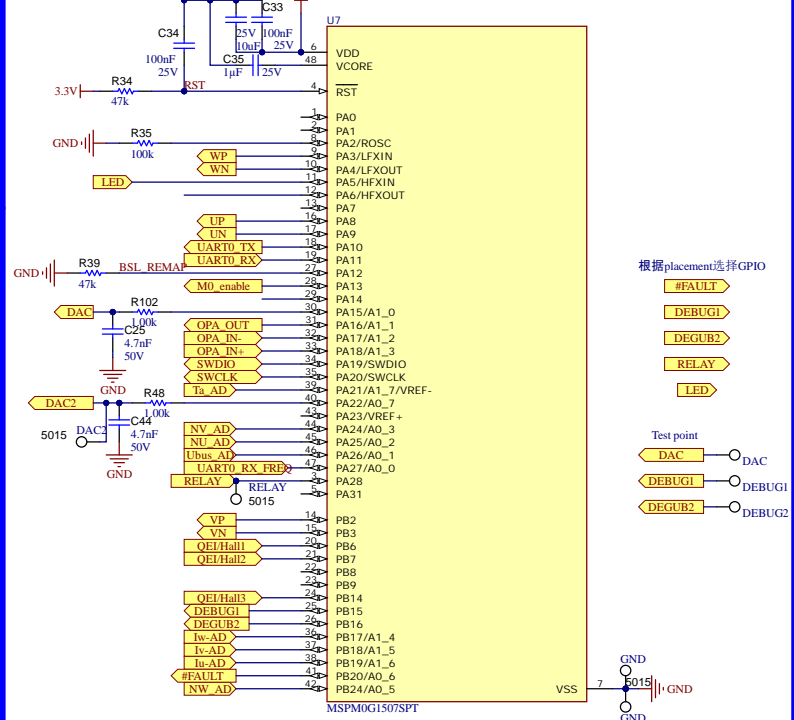 U7
C34
100nF
25V
C33
25V
100nF
10uF
25V
C35
1µF
25V
6
VDD
48
VCORE
3.3V
R34
47k
RST
4
RST
1
PA0
2
PA1
GND
R35
100k
8
PA2/ROSC
WP
9
PA3/LFXIN
WN
10
PA4/LFXOUT
LED
11
PA5/HFXIN
12
PA6/HFXOUT
13
PA7
UP
16
PA8
UN
17
PA9
UART0_TX
18
PA10
UART0_RX
19
PA11
GND
R39
47k
BSL_REMAP
27
PA12
M0_enable
28
PA13
29
PA14
DAC
R102
1.00k
30
PA15/A1_0
C25
4.7nF
50V
GND
OPA_OUT
31
PA16/A1_1
OPA_IN-
32
PA17/A1_2
OPA_IN+
33
PA18/A1_3
SWDIO
34
PA19/SWDIO
SWCLK
35
PA20/SWCLK
Ta_AD
39
PA21/A1_7/VREF-
DAC2
R48
1.00k
40
PA22/A0_7
C44
4.7nF
50V
GND
5015
DAC2
43
PA23/VREF+
NV_AD
44
PA24/A0_3
NU_AD
45
PA25/A0_2
Ubus_AD
46
PA26/A0_1
UART0_RX_FREQ
47
PA27/A0_0
RELAY
3
PA28
RELAY
5015
5
PA31
VP
14
PB2
VN
15
PB3
QEI/Hall1
20
PB6
QEI/Hall2
21
PB7
22
PB8
23
PB9
QEI/Hall3
24
PB14
DEBUG1
25
PB15
DEGUB2
26
PB16
Iw-AD
36
PB17/A1_4
Iv-AD
37
PB18/A1_5
Iu-AD
38
PB19/A1_6
#FAULT
41
PB20/A0_6
NW_AD
42
PB24/A0_5
MSPM0G1507SPT
VSS
7
GND
5015
GND
GND
根据placement选择GPIO
#FAULT
DEBUG1
DEGUB2
RELAY
LED
Test point
DAC
DAC
DEBUG1
DEBUG1
DEGUB2
DEBUG2